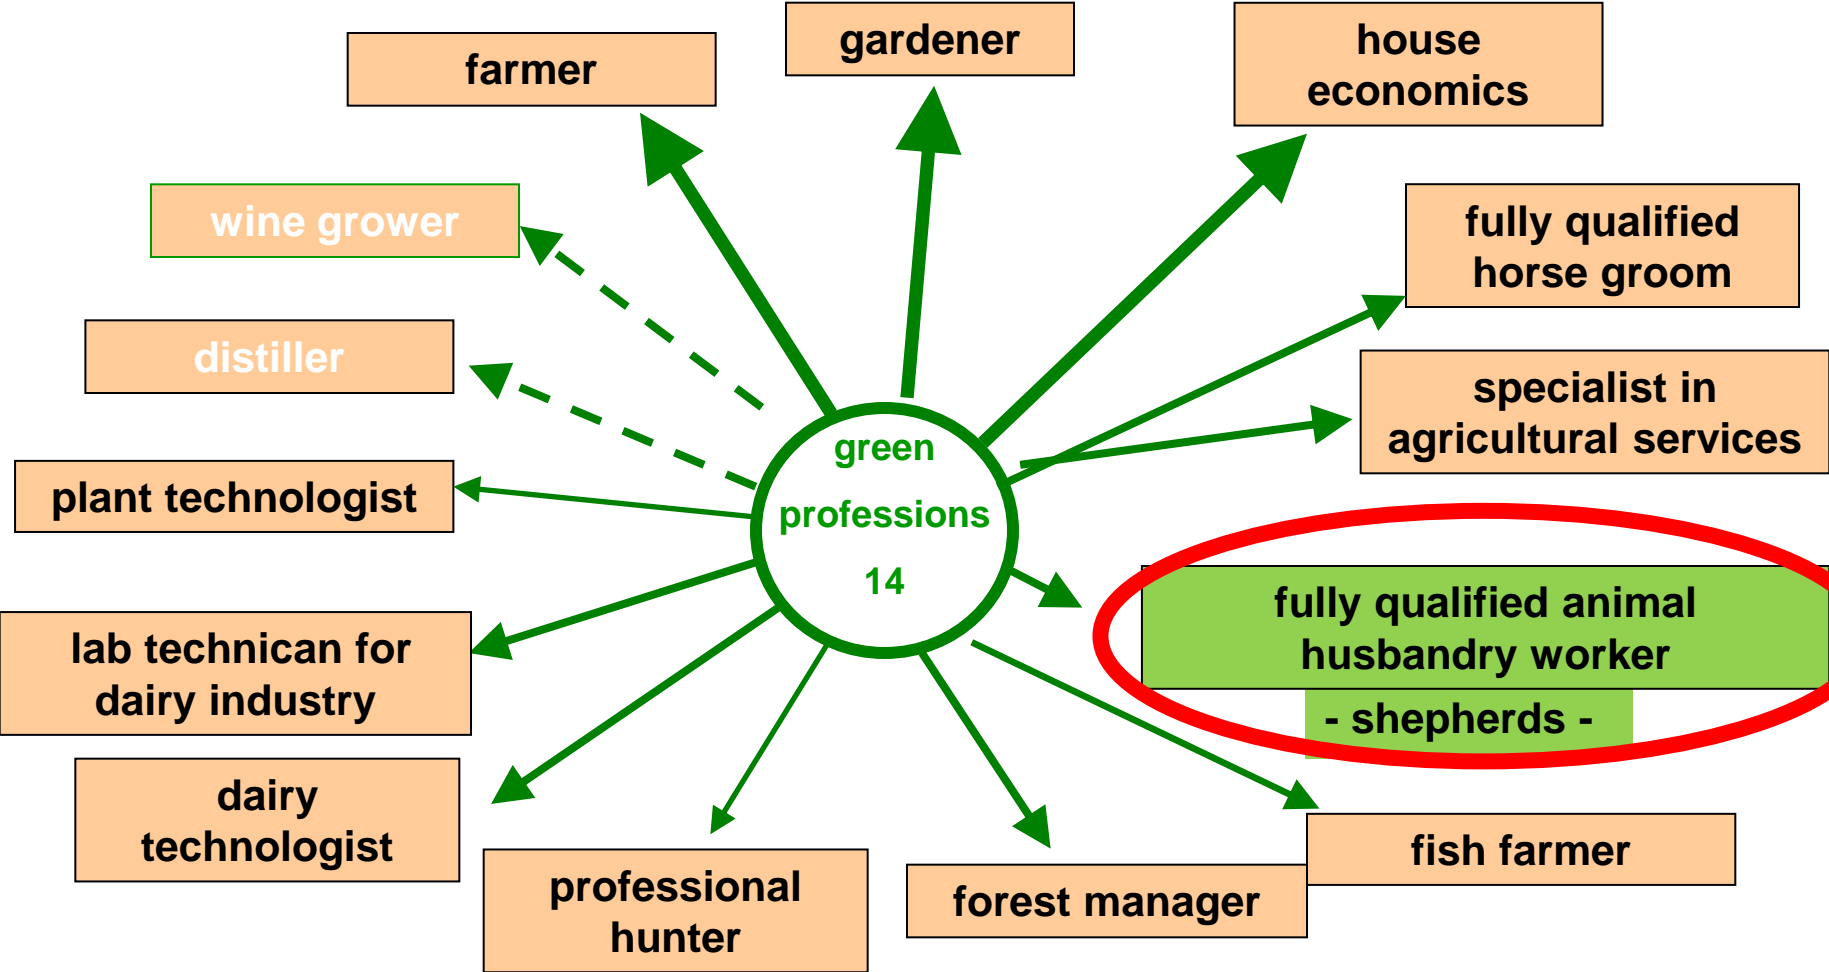 farmer
gardener
house
economics
wine grower
fully qualified
horse groom
distiller
specialist in
agricultural services
plant technologist
green
professions
14
fully qualified animal
husbandry worker
- shepherds -
lab technican for
dairy industry
dairy
technologist
professional
hunter
forest manager
fish farmer